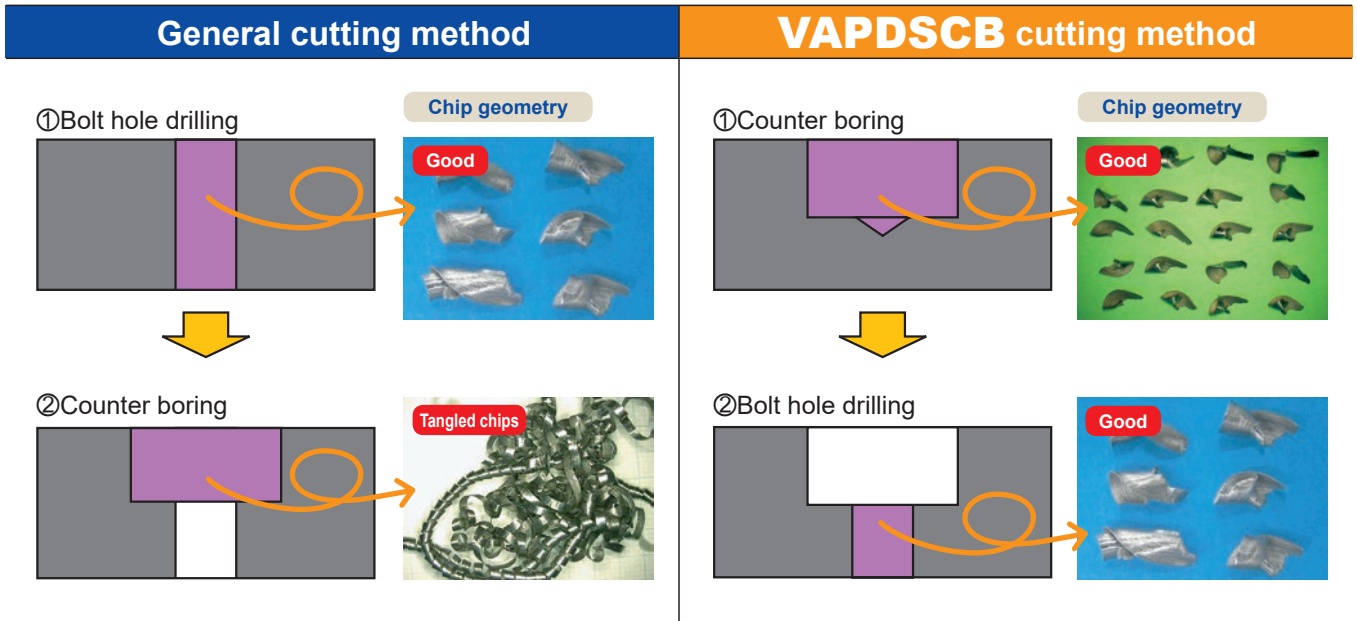 General cutting method
①Bolt hole drilling
Chip geometry
Good
②Counter boring
Tangled chips
VAPDSCB cutting method
①Counter boring
Chip geometry
Good
②Bolt hole drilling
Good